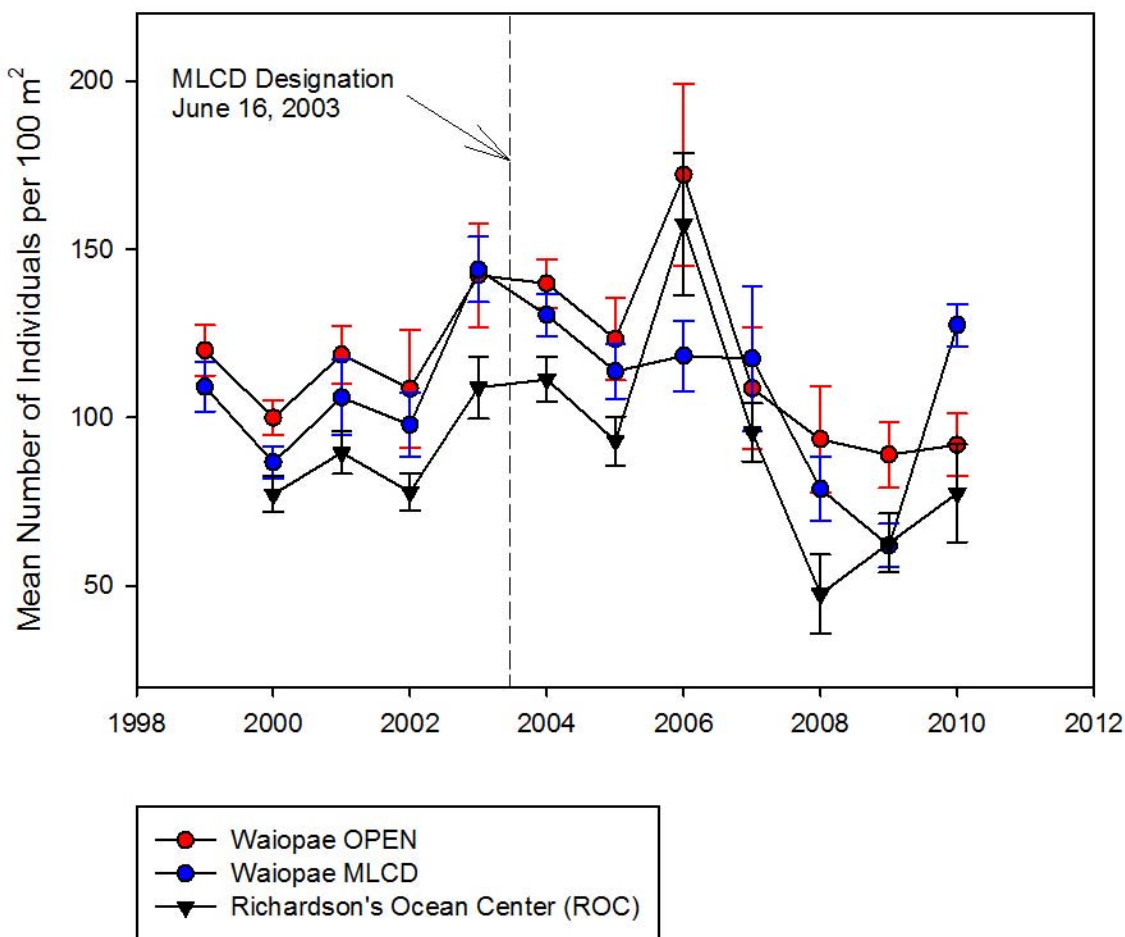 Mean Number of Individuals per 100 m²
200
150
100
50
MLCD Designation
June 16, 2003
1998 2000 2002 2004 2006 2008 2010 2012
Waiopae OPEN
Waiopae MLCD
Richardson's Ocean Center (ROC)